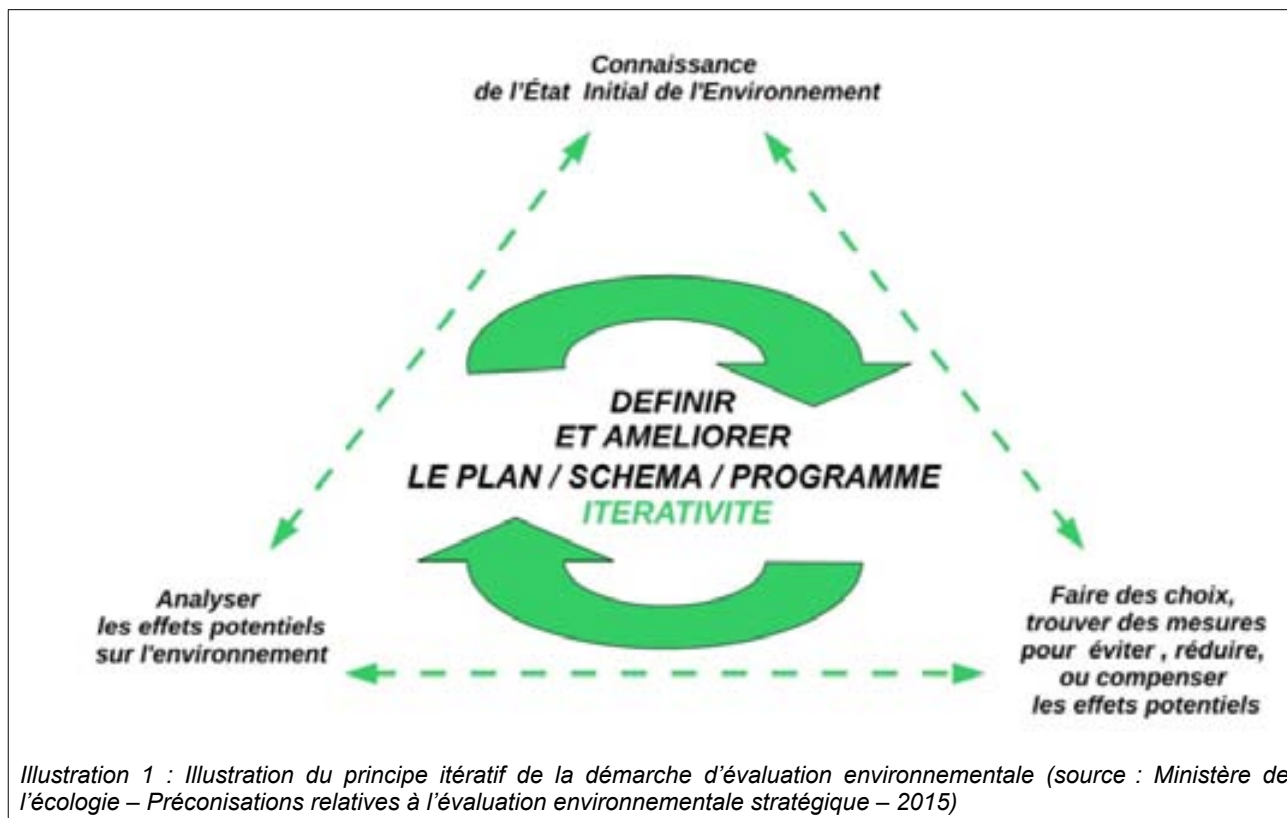 Connaissance
de l'État Initial de l'Environnement
DEFINIR
ET AMELIORER
LE PLAN / SCHEMA / PROGRAMME
ITERATIVITE
Analyser
les effets potentiels
sur l'environnement
Faire des choix,
trouver des mesures
pour éviter , réduire,
ou compenser
les effets potentiels
Illustration 1 : Illustration du principe itératif de la démarche d'évaluation environnementale (source : Ministère de
l'écologie – Préconisations relatives à l'évaluation environnementale stratégique – 2015)